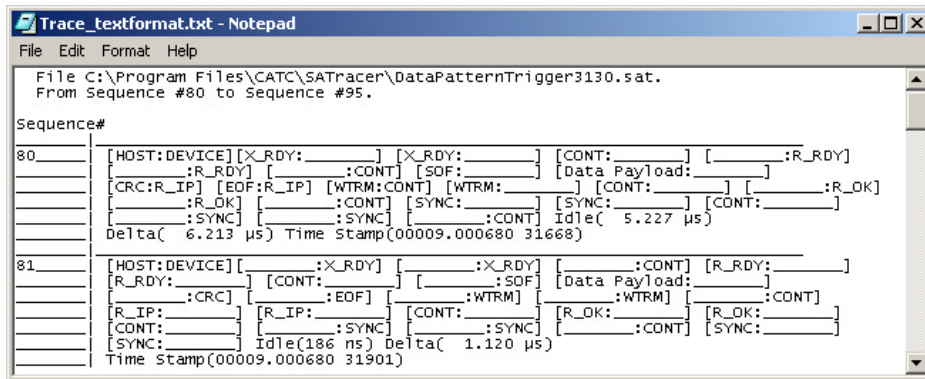 Trace_textformat.txt - Notepad
File Edit Format Help
File C:\Program Files\CATC\SATracer\DataPatternTrigger3130.sat.
From Sequence #80 to Sequence #95.
Sequence#
_______|_______________________________________________________________________
80_____| [HOST:DEVICE][X_RDY:_______] [X_RDY:_______] [CONT:_______] [_______:R_RDY]
_______| [_______:R_RDY] [_______:CONT] [SOF:_______] [Data Payload:_______]
_______| [CRC:R_IP] [EOF:R_IP] [WTRM:CONT] [WTRM:_______] [CONT:_______] [_______:R_OK]
_______| [_______:R_OK] [_______:CONT] [SYNC:_______] [SYNC:_______] [CONT:_______]
_______| [_______:SYNC] [_______:SYNC] [_______:CONT] Idle( 5.227 µs)
_______| Delta( 6.213 µs) Time Stamp(00009.000680 31668)
_______|_______________________________________________________________________
81_____| [HOST:DEVICE][_______:X_RDY] [_______:X_RDY] [_______:CONT] [R_RDY:_______]
_______| [R_RDY:_______] [CONT:_______] [_______:SOF] [Data Payload:_______]
_______| [_______:CRC] [_______:EOF] [_______:WTRM] [_______:WTRM] [_______:CONT]
_______| [R_IP:_______] [R_IP:_______] [CONT:_______] [R_OK:_______] [R_OK:_______]
_______| [CONT:_______] [_______:SYNC] [_______:SYNC] [_______:CONT] [SYNC:_______]
_______| [SYNC:_______] Idle(186 ns) Delta( 1.120 µs)
_______| Time Stamp(00009.000680 31901)